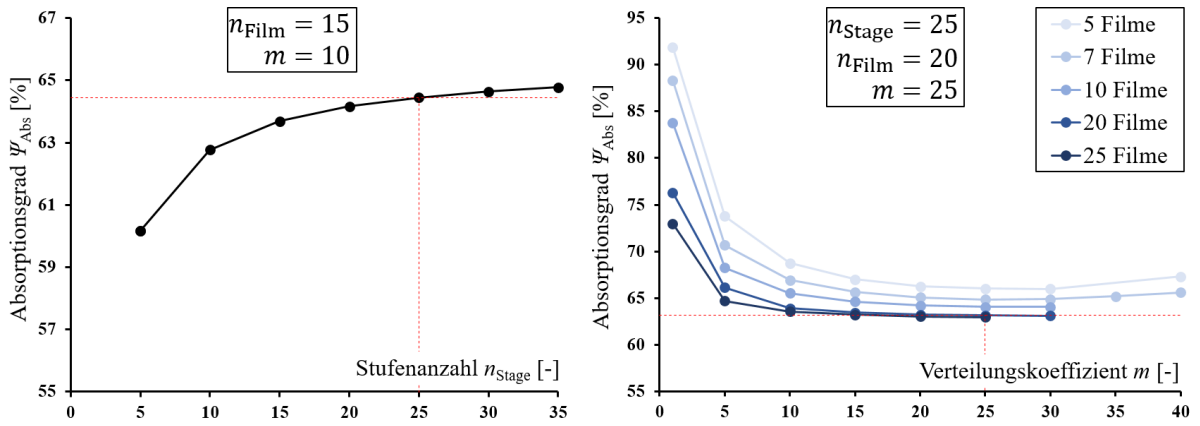 67
65
63
61
59
57
55
Absorptionsgrad Ψ_Abs [%]
n_Film = 15
m = 10
Stufenanzahl n_Stage [-]
0 5 10 15 20 25 30 35
95
90
85
80
75
70
65
60
55
Absorptionsgrad Ψ_Abs [%]
n_Stage = 25
n_Film = 20
m = 25
5 Filme
7 Filme
10 Filme
20 Filme
25 Filme
Verteilungskoeffizient m [-]
0 5 10 15 20 25 30 35 40